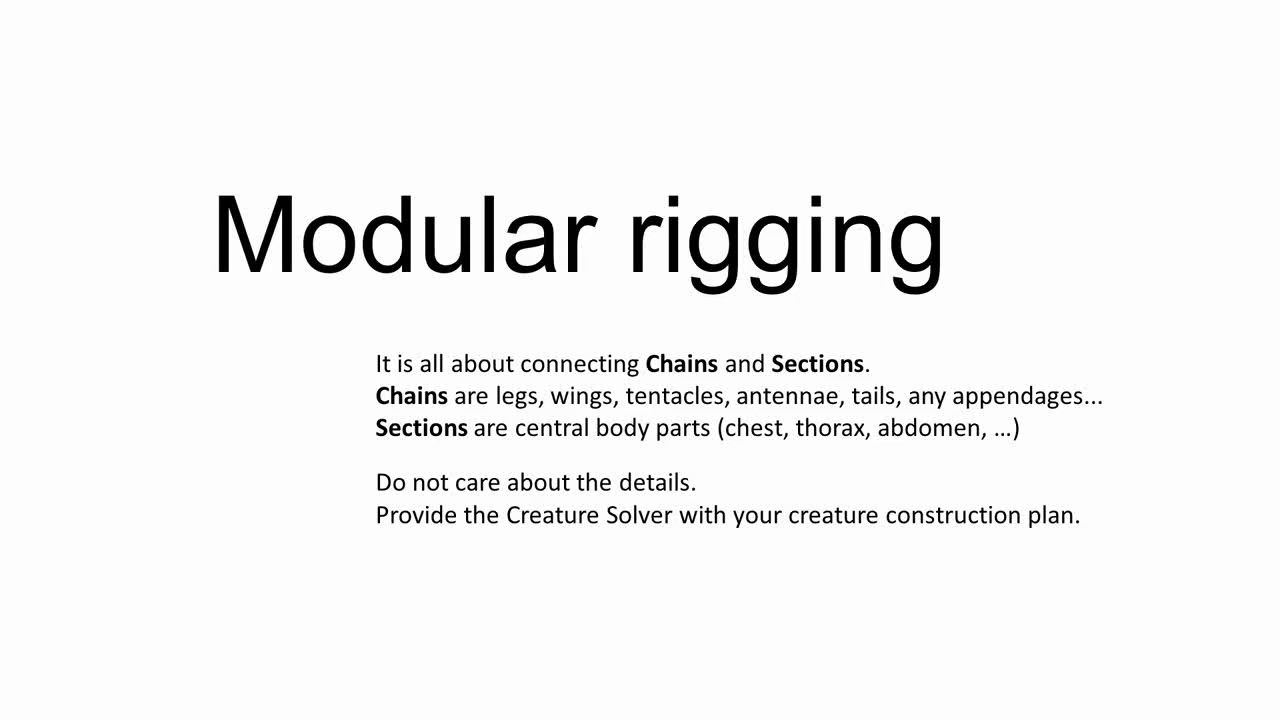 Modular rigging
It is all about connecting Chains and Sections.
Chains are legs, wings, tentacles, antennae, tails, any appendages...
Sections are central body parts (chest, thorax, abdomen, ...)
Do not care about the details.
Provide the Creature Solver with your creature construction plan.